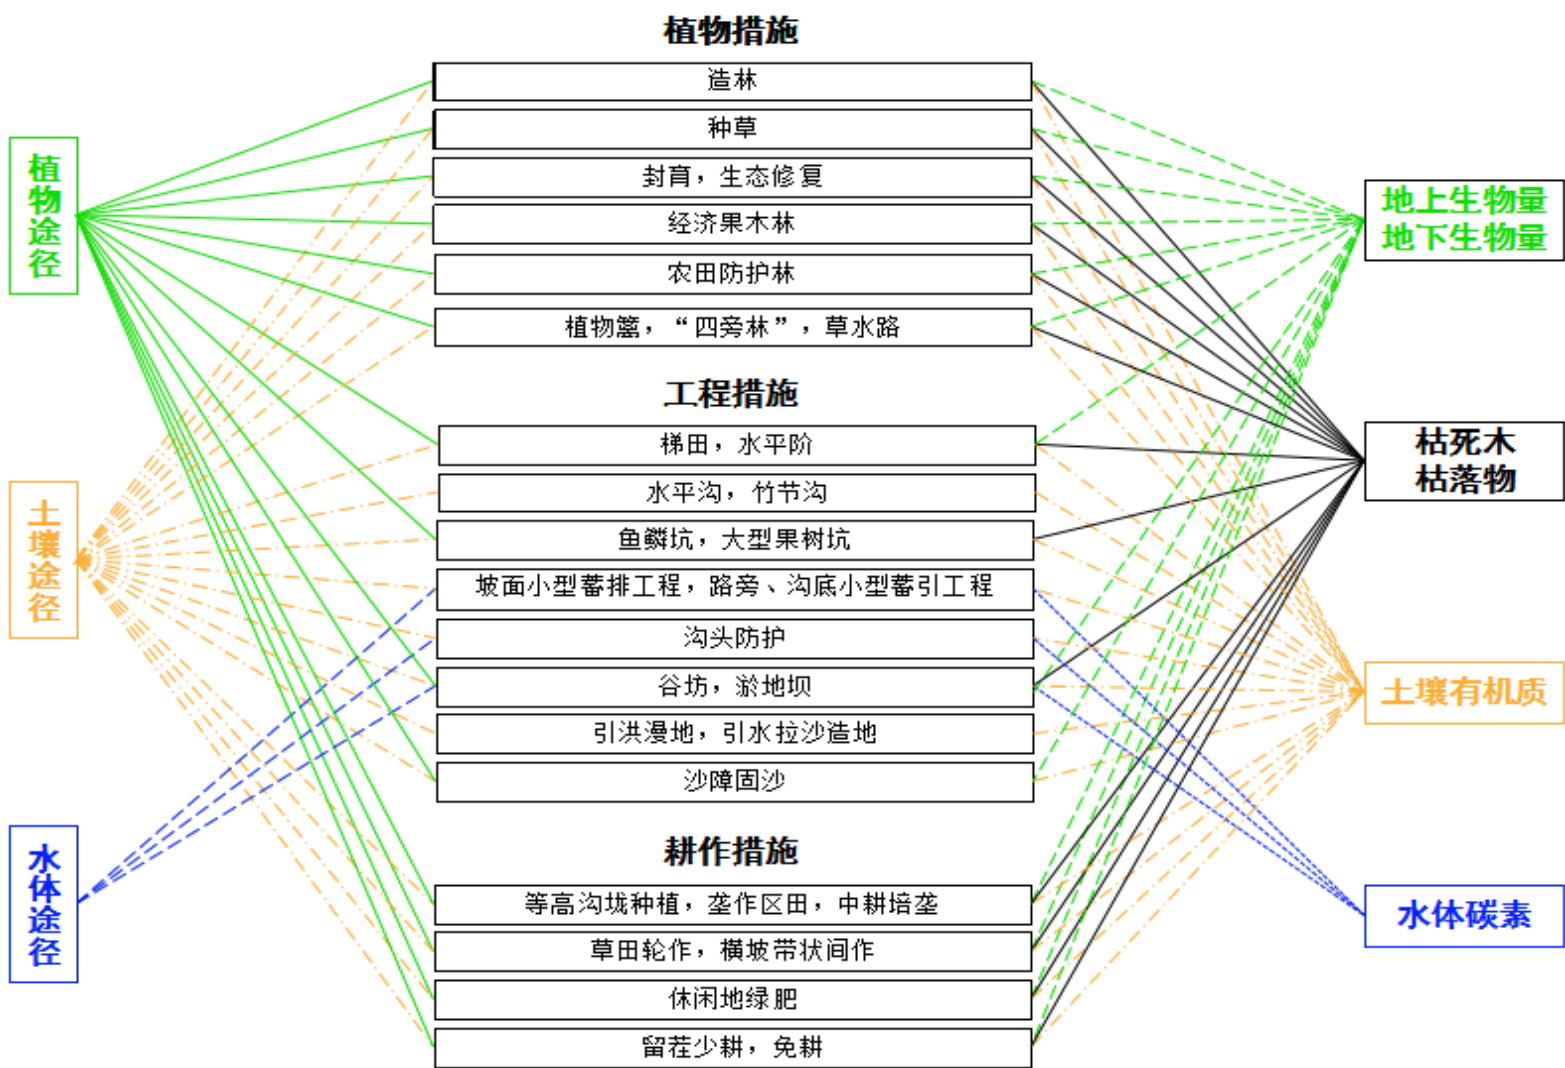 植物措施
造林
种草
封育，生态修复
经济果木林
农田防护林
植物篱，“四旁林”，草水路
工程措施
梯田，水平阶
水平沟，竹节沟
鱼鳞坑，大型果树坑
坡面小型蓄排工程，路旁、沟底小型蓄引工程
沟头防护
谷坊，淤地坝
引洪漫地，引水拉沙造地
沙障固沙
耕作措施
等高沟垅种植，垄作区田，中耕培垄
草田轮作，横坡带状间作
休闲地绿肥
留茬少耕，免耕
植物途径
土壤途径
水体途径
地上生物量
地下生物量
枯死木
枯落物
土壤有机质
水体碳素